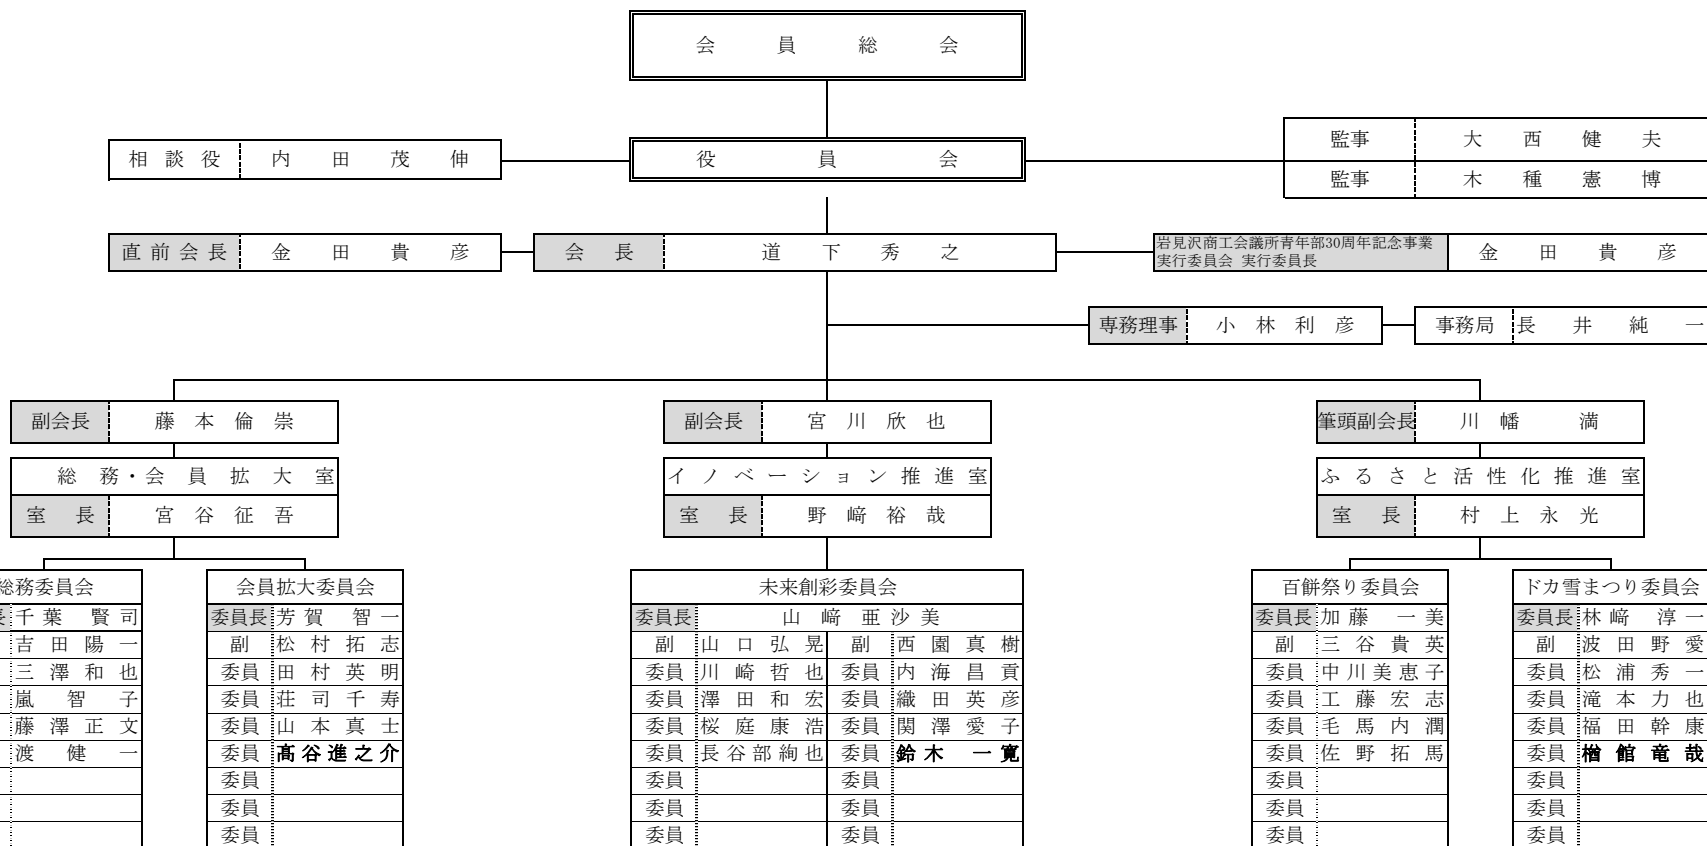 会員総会
相談役 内田茂伸
役員会
監事 大西健夫
監事 木種憲博
直前会長 金田貴彦
会長 道下秀之
岩見沢商工会議所青年部30周年記念事業
実行委員会 実行委員長
金田貴彦
専務理事 小林利彦
事務局 長井純一
副会長 藤本倫崇
総務・会員拡大室
室長 宮谷征吾
副会長 宮川欣也
イノベーション推進室
室長 野﨑裕哉
筆頭副会長 川幡 満
ふるさと活性化推進室
室長 村上永光
総務委員会
長 千葉 賢司
吉田陽一
三澤和也
嵐智子
藤澤正文
渡健一
会員拡大委員会
委員長 芳賀 智一
副 松村拓志
委員 田村英明
委員 荘司千寿
委員 山本真士
委員 髙谷進之介
委員
委員
委員
未来創彩委員会
委員長 山﨑亜沙美
副 山口弘晃 副 西園真樹
委員 川崎哲也 委員 内海昌貢
委員 澤田和宏 委員 織田英彦
委員 桜庭康浩 委員 関澤愛子
委員 長谷部絢也 委員 鈴木 一寛
委員 委員
委員 委員
委員 委員
百餅祭り委員会
委員長 加藤 一美
副 三谷貴英
委員 中川美恵子
委員 工藤宏志
委員 毛馬内潤
委員 佐野拓馬
委員
委員
委員
ドカ雪まつり委員会
委員長 林﨑 淳一
副 波田野愛
委員 松浦秀一
委員 滝本力也
委員 福田幹康
委員 楢館竜哉
委員
委員
委員